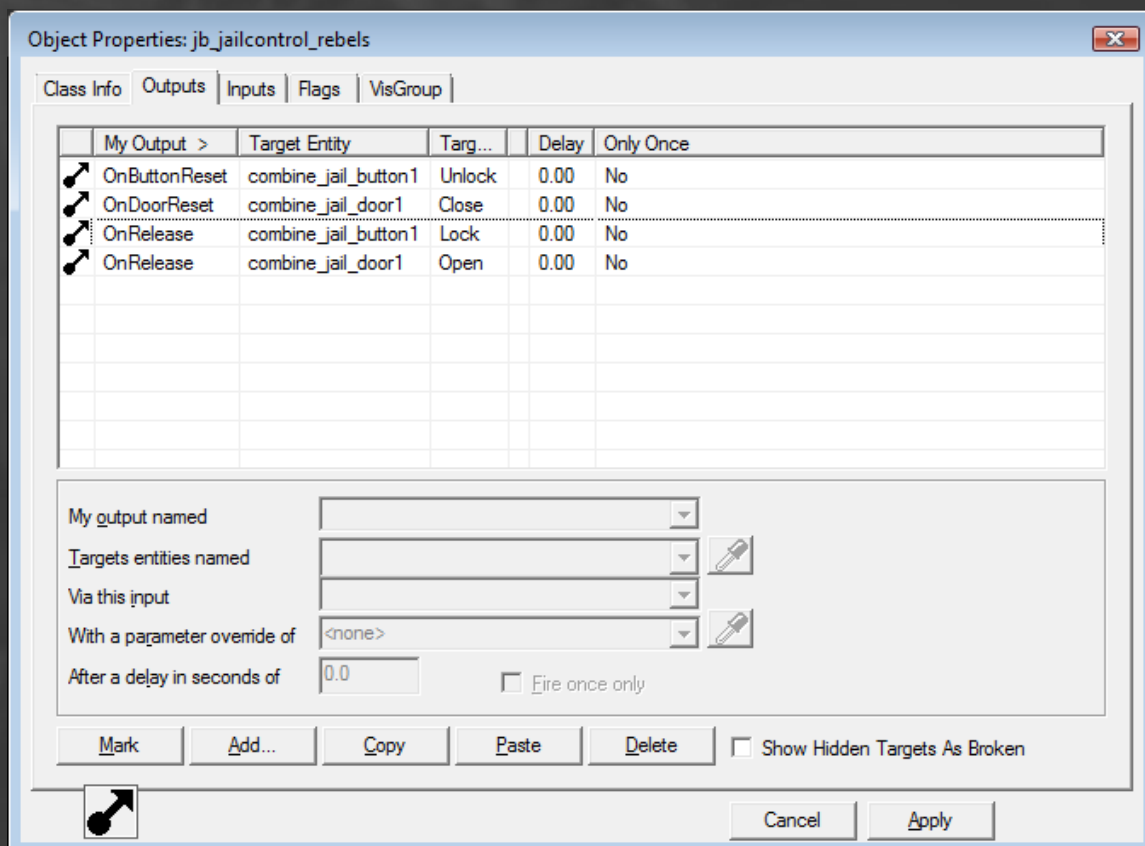 Object Properties: jb_jailcontrol_rebels
Class Info Outputs Inputs Flags VisGroup
My Output > Target Entity Targ... Delay Only Once
OnButtonReset combine_jail_button1 Unlock 0.00 No
OnDoorReset combine_jail_door1 Close 0.00 No
OnRelease combine_jail_button1 Lock 0.00 No
OnRelease combine_jail_door1 Open 0.00 No
My output named
Targets entities named
Via this input
With a parameter override of <none>
After a delay in seconds of 0.0 Fire once only
Mark Add... Copy Paste Delete Show Hidden Targets As Broken
Cancel Apply